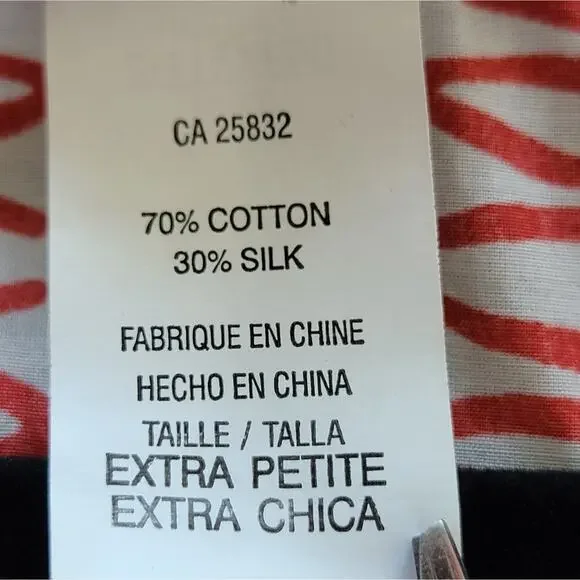 CA 25832
70% COTTON
30% SILK
FABRIQUE EN CHINE
HECHO EN CHINA
TAILLE / TALLA
EXTRA PETITE
EXTRA CHICA